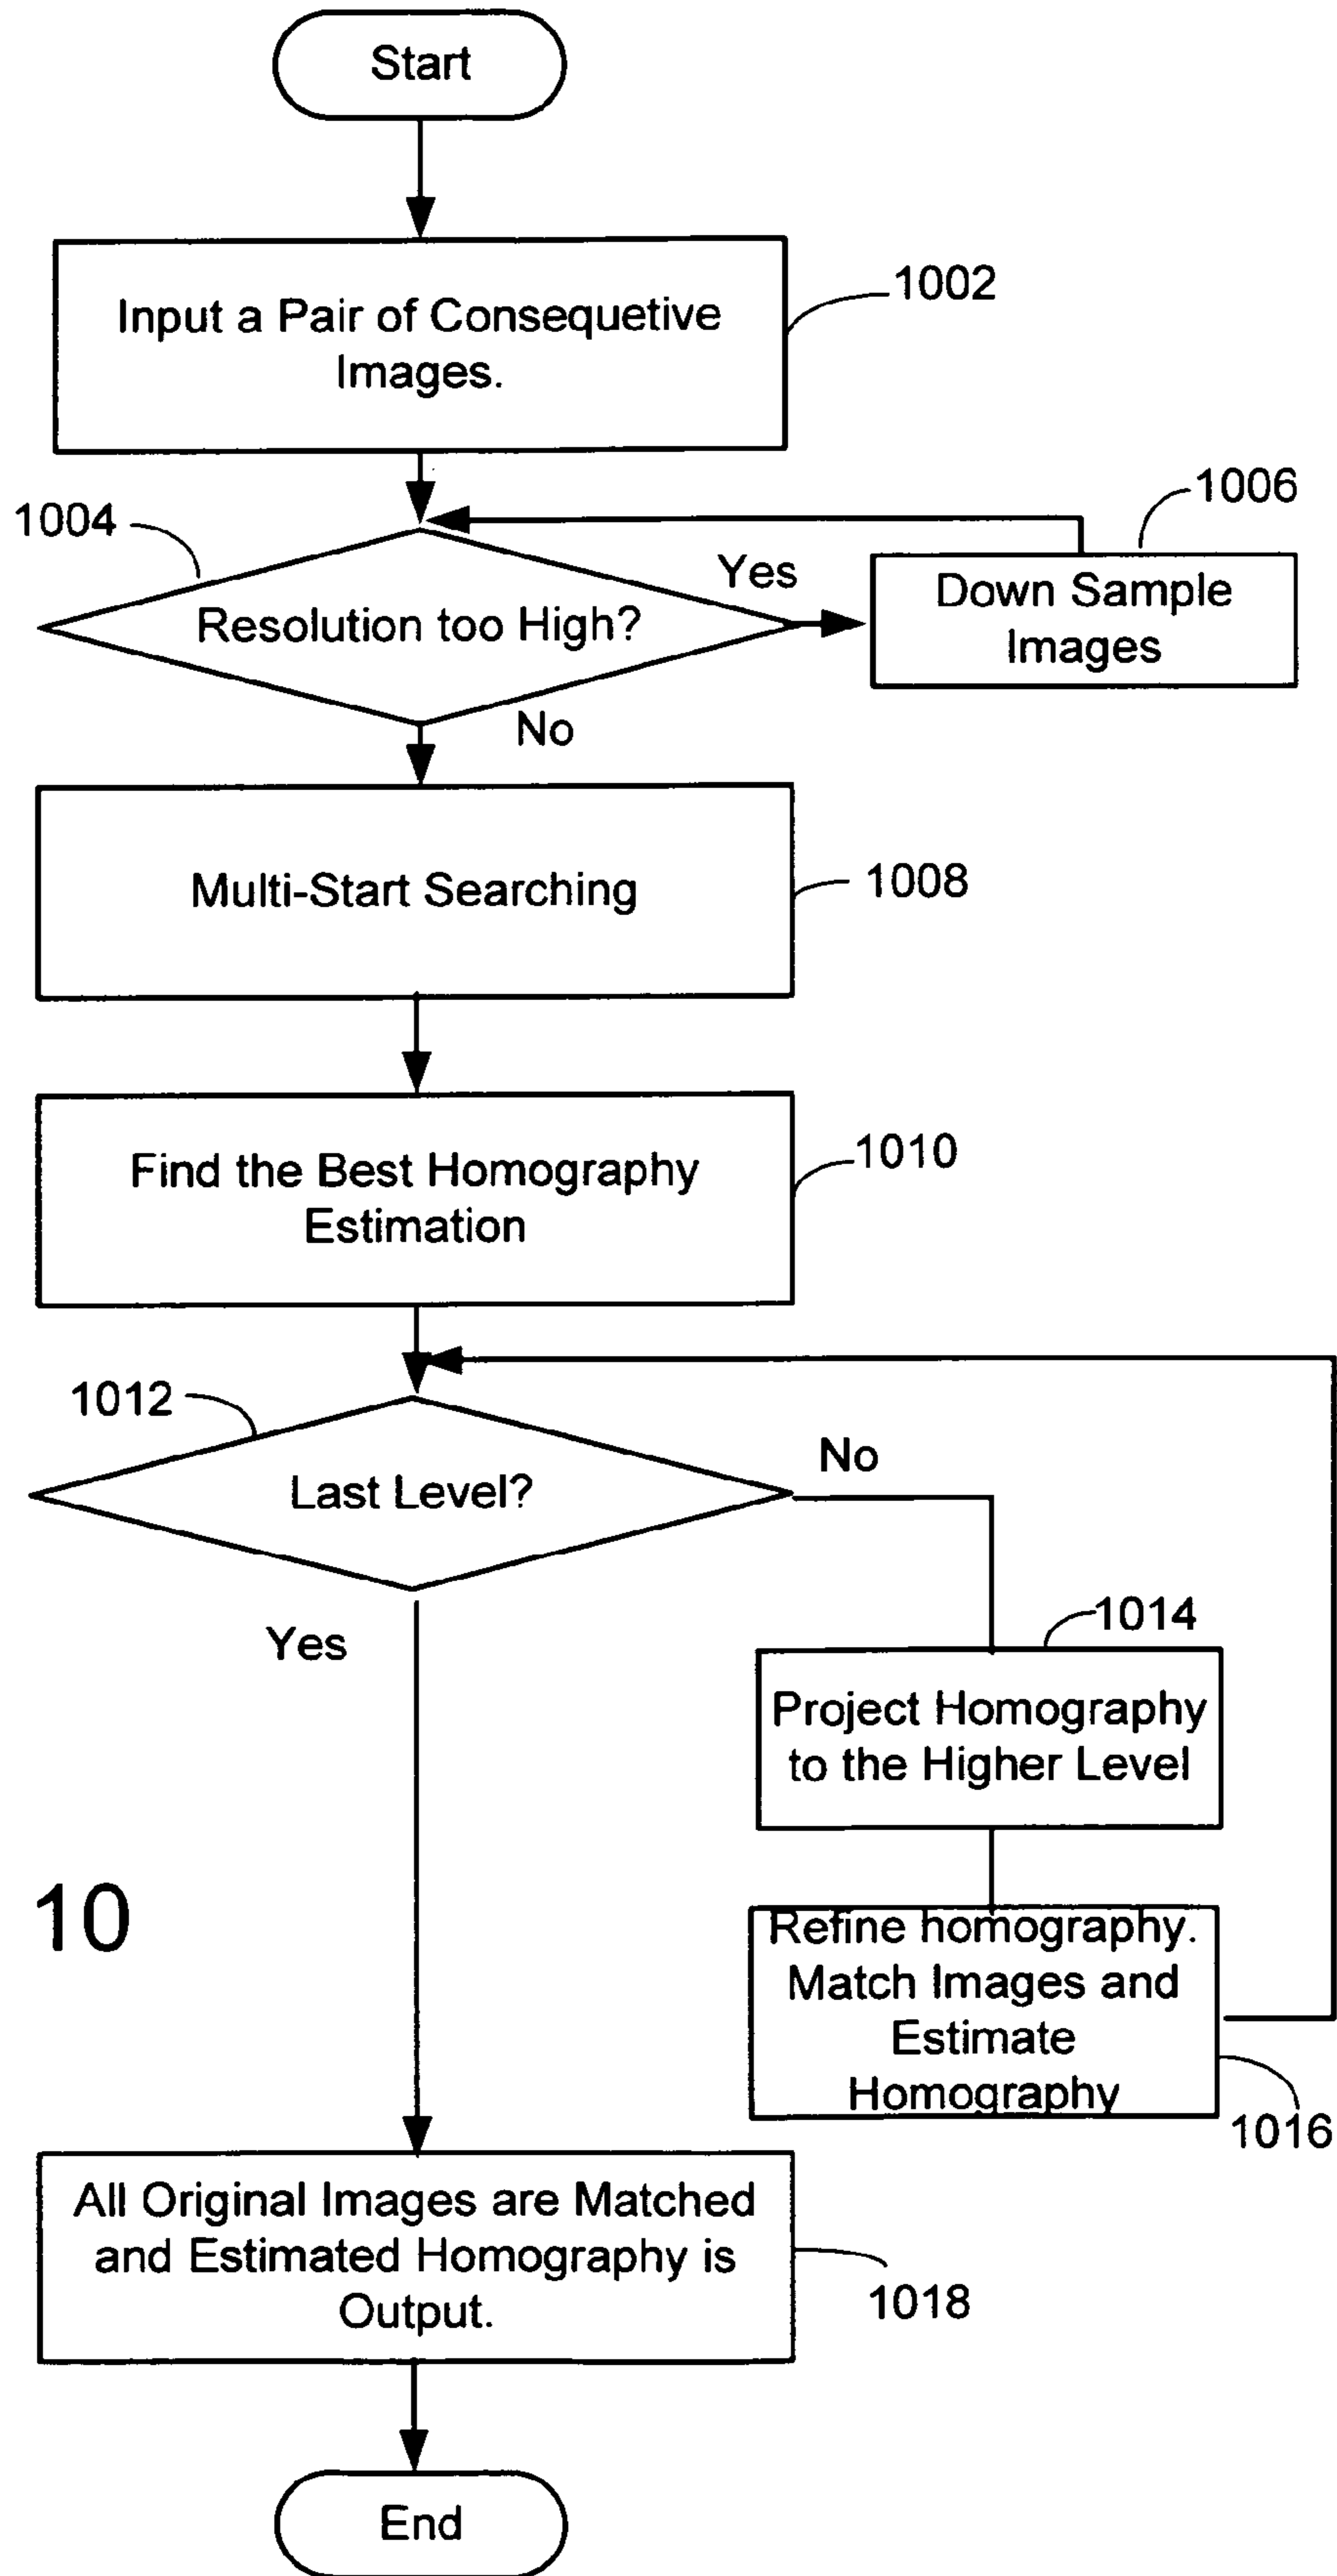 Start
Input a Pair of Consequetive
Images.
1002
1004
Resolution too High?
Yes
1006
Down Sample
Images
No
Multi-Start Searching
1008
Find the Best Homography
Estimation
1010
1012
Last Level?
No
Yes
1014
Project Homography
to the Higher Level
10
Refine homography.
Match Images and
Estimate
Homography
1016
All Original Images are Matched
and Estimated Homography is
Output.
1018
End